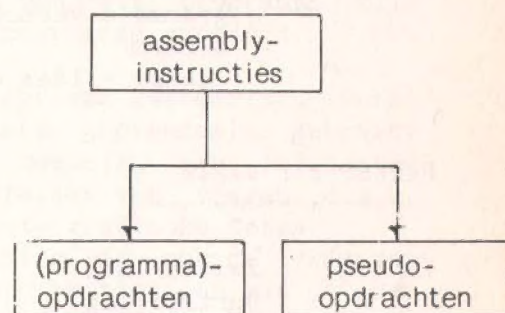 assembly-
instructies
(programma)-
opdrachten
pseudo-
opdrachten